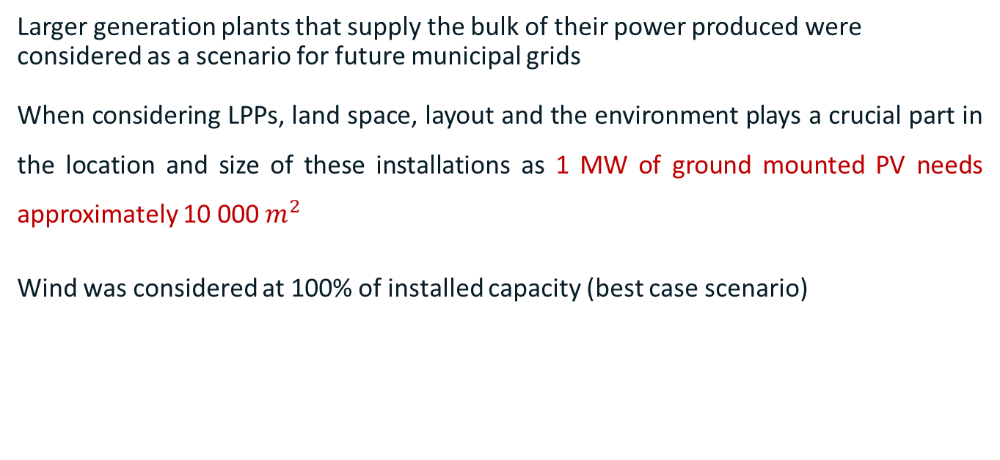 Larger generation plants that supply the bulk of their power produced were
considered as a scenario for future municipal grids
When considering LPPs, land space, layout and the environment plays a crucial part in
the location and size of these installations as 1 MW of ground mounted PV needs
approximately 10 000 m²
Wind was considered at 100% of installed capacity (best case scenario)